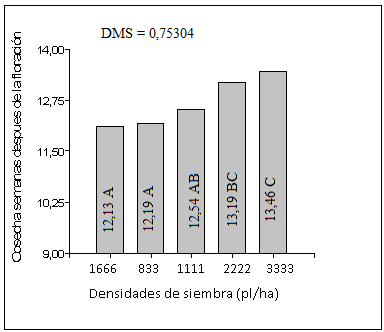 DMS = 0,75304
Cosecha semanas despues de la floración
14,00
12,75
11,50
10,25
9,00
12,13 A
12,19 A
12,54 AB
13,19 BC
13,46 C
1666 833 1111 2222 3333
Densidades de siembra (pl/ha)